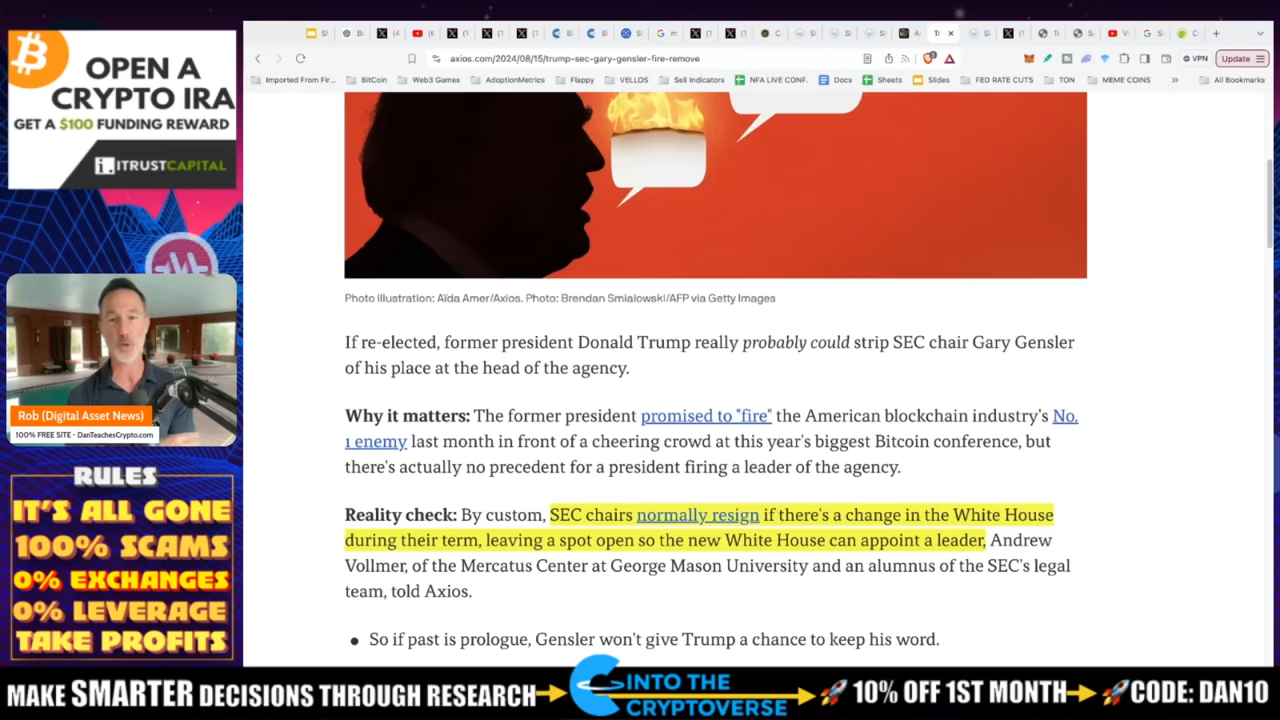 OPEN A
CRYPTO IRA
GET A $100 FUNDING REWARD
i. ITRUSTCAPITAL
Rob (Digital Asset News)
100% FREE SITE - DanTeachesCrypto.com
RULES
IT'S ALL GONE
100% SCAMS
0% EXCHANGES
0% LEVERAGE
TAKE PROFITS
axios.com/2024/08/15/trump-sec-gary-gensler-fire-remove
VPN
Update
Imported From Fir...
BitCoin
Web3 Games
AdoptionMetrics
Flappy
VELLOS
Sell Indicators
NFA LIVE CONF.
Docs
Sheets
Slides
FED RATE CUTS
TON
MEME COINS
»
All Bookmarks
Photo Illustration: Aïda Amer/Axios. Photo: Brendan Smialowski/AFP via Getty Images
If re-elected, former president Donald Trump really probably could strip SEC chair Gary Gensler
of his place at the head of the agency.
Why it matters: The former president promised to "fire" the American blockchain industry's No.
1 enemy last month in front of a cheering crowd at this year's biggest Bitcoin conference, but
there's actually no precedent for a president firing a leader of the agency.
Reality check: By custom, SEC chairs normally resign if there's a change in the White House
during their term, leaving a spot open so the new White House can appoint a leader, Andrew
Vollmer, of the Mercatus Center at George Mason University and an alumnus of the SEC's legal
team, told Axios.
• So if past is prologue, Gensler won't give Trump a chance to keep his word.
MAKE SMARTER DECISIONS THROUGH RESEARCH
INTO THE
CRYPTOVERSE
10% OFF 1ST MONTH
CODE: DAN10